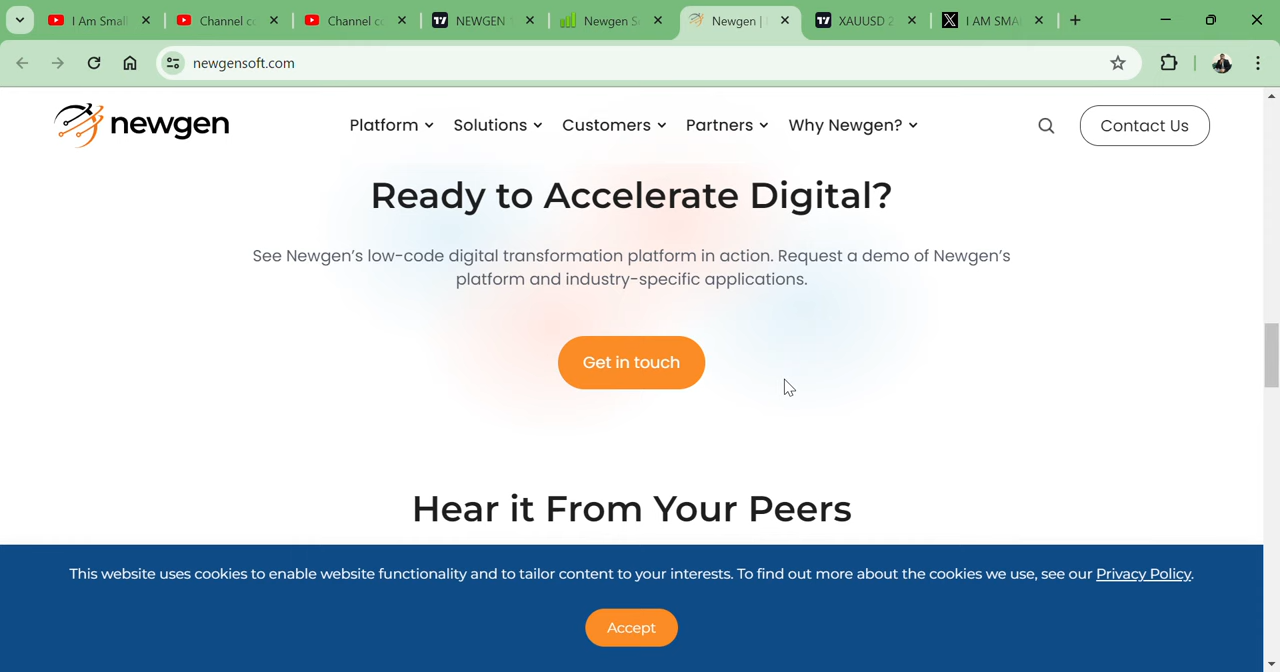 I Am Small
Channel co
Channel co
NEWGEN
Newgen S
Newgen |
XAUUSD 2
I AM SMA
newgensoft.com
newgen
Platform
Solutions
Customers
Partners
Why Newgen?
Contact Us
Ready to Accelerate Digital?
See Newgen's low-code digital transformation platform in action. Request a demo of Newgen's
platform and industry-specific applications.
Get in touch
Hear it From Your Peers
This website uses cookies to enable website functionality and to tailor content to your interests. To find out more about the cookies we use, see our Privacy Policy.
Accept